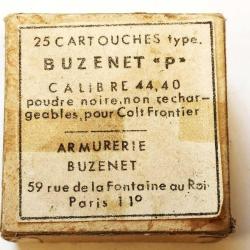 25 CARTOUCHES type.
BUZENET "P"
CALIBRE 44,40
poudre noire, non rechar-
geables, pour Colt Frontier
ARMURERIE
BUZENET
59 rue de la Fontaine au Roi
Paris 11º